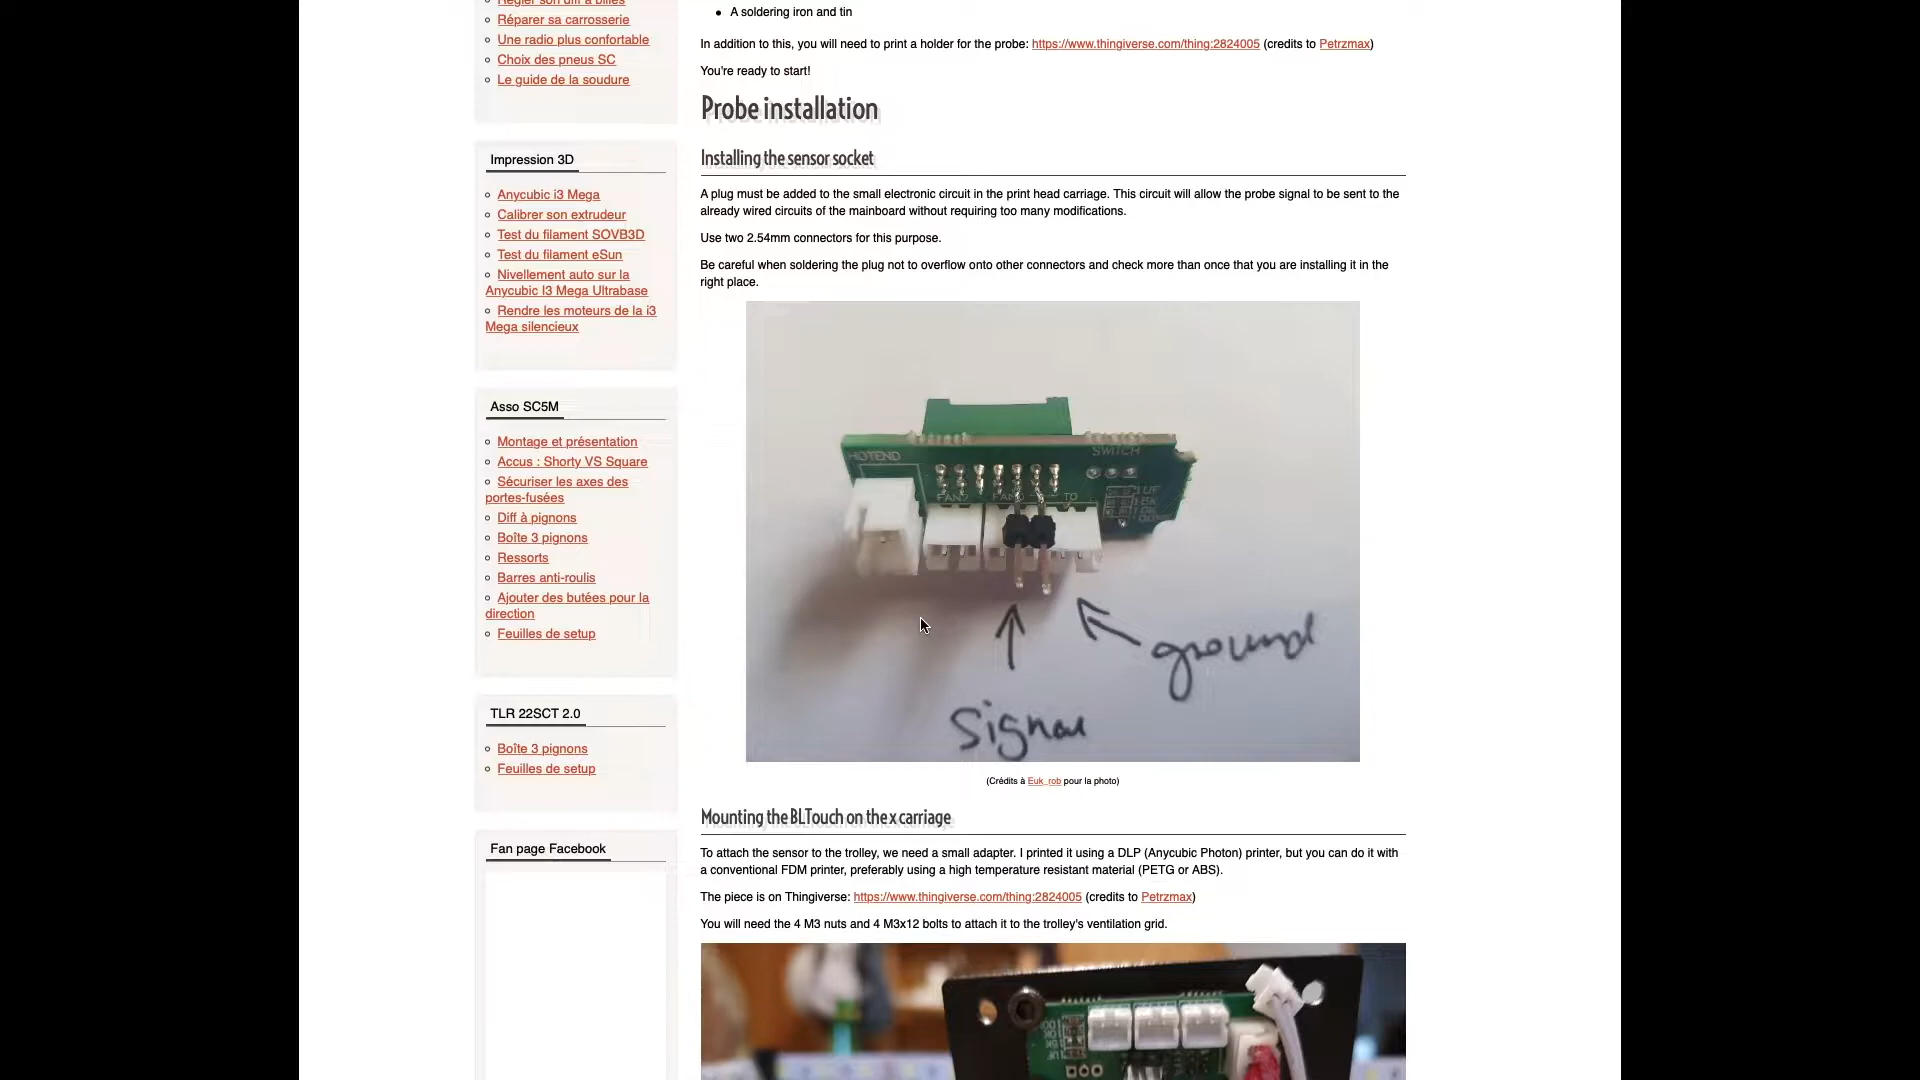 Régler son diff à billes
Réparer sa carrosserie
Une radio plus confortable
Choix des pneus SC
Le guide de la soudure
Impression 3D
Anycubic i3 Mega
Calibrer son extrudeur
Test du filament SOVB3D
Test du filament eSun
Nivellement auto sur la
Anycubic I3 Mega Ultrabase
Rendre les moteurs de la i3
Mega silencieux
Asso SC5M
Montage et présentation
Accus : Shorty VS Square
Sécuriser les axes des
portes-fusées
Diff à pignons
Boîte 3 pignons
Ressorts
Barres anti-roulis
Ajouter des butées pour la
direction
Feuilles de setup
TLR 22SCT 2.0
Boîte 3 pignons
Feuilles de setup
Fan page Facebook
A soldering iron and tin
In addition to this, you will need to print a holder for the probe: https://www.thingiverse.com/thing:2824005 (credits to Petrzmax)
You're ready to start!
Probe installation
Installing the sensor socket
A plug must be added to the small electronic circuit in the print head carriage. This circuit will allow the probe signal to be sent to the
already wired circuits of the mainboard without requiring too many modifications.
Use two 2.54mm connectors for this purpose.
Be careful when soldering the plug not to overflow onto other connectors and check more than once that you are installing it in the
right place.
HOTEND
SWITCH
FAN2
TO
ground
Signal
(Crédits à Euk_rob pour la photo)
Mounting the BLTouch on the x carriage
To attach the sensor to the trolley, we need a small adapter. I printed it using a DLP (Anycubic Photon) printer, but you can do it with
a conventional FDM printer, preferably using a high temperature resistant material (PETG or ABS).
The piece is on Thingiverse: https://www.thingiverse.com/thing:2824005 (credits to Petrzmax)
You will need the 4 M3 nuts and 4 M3x12 bolts to attach it to the trolley's ventilation grid.